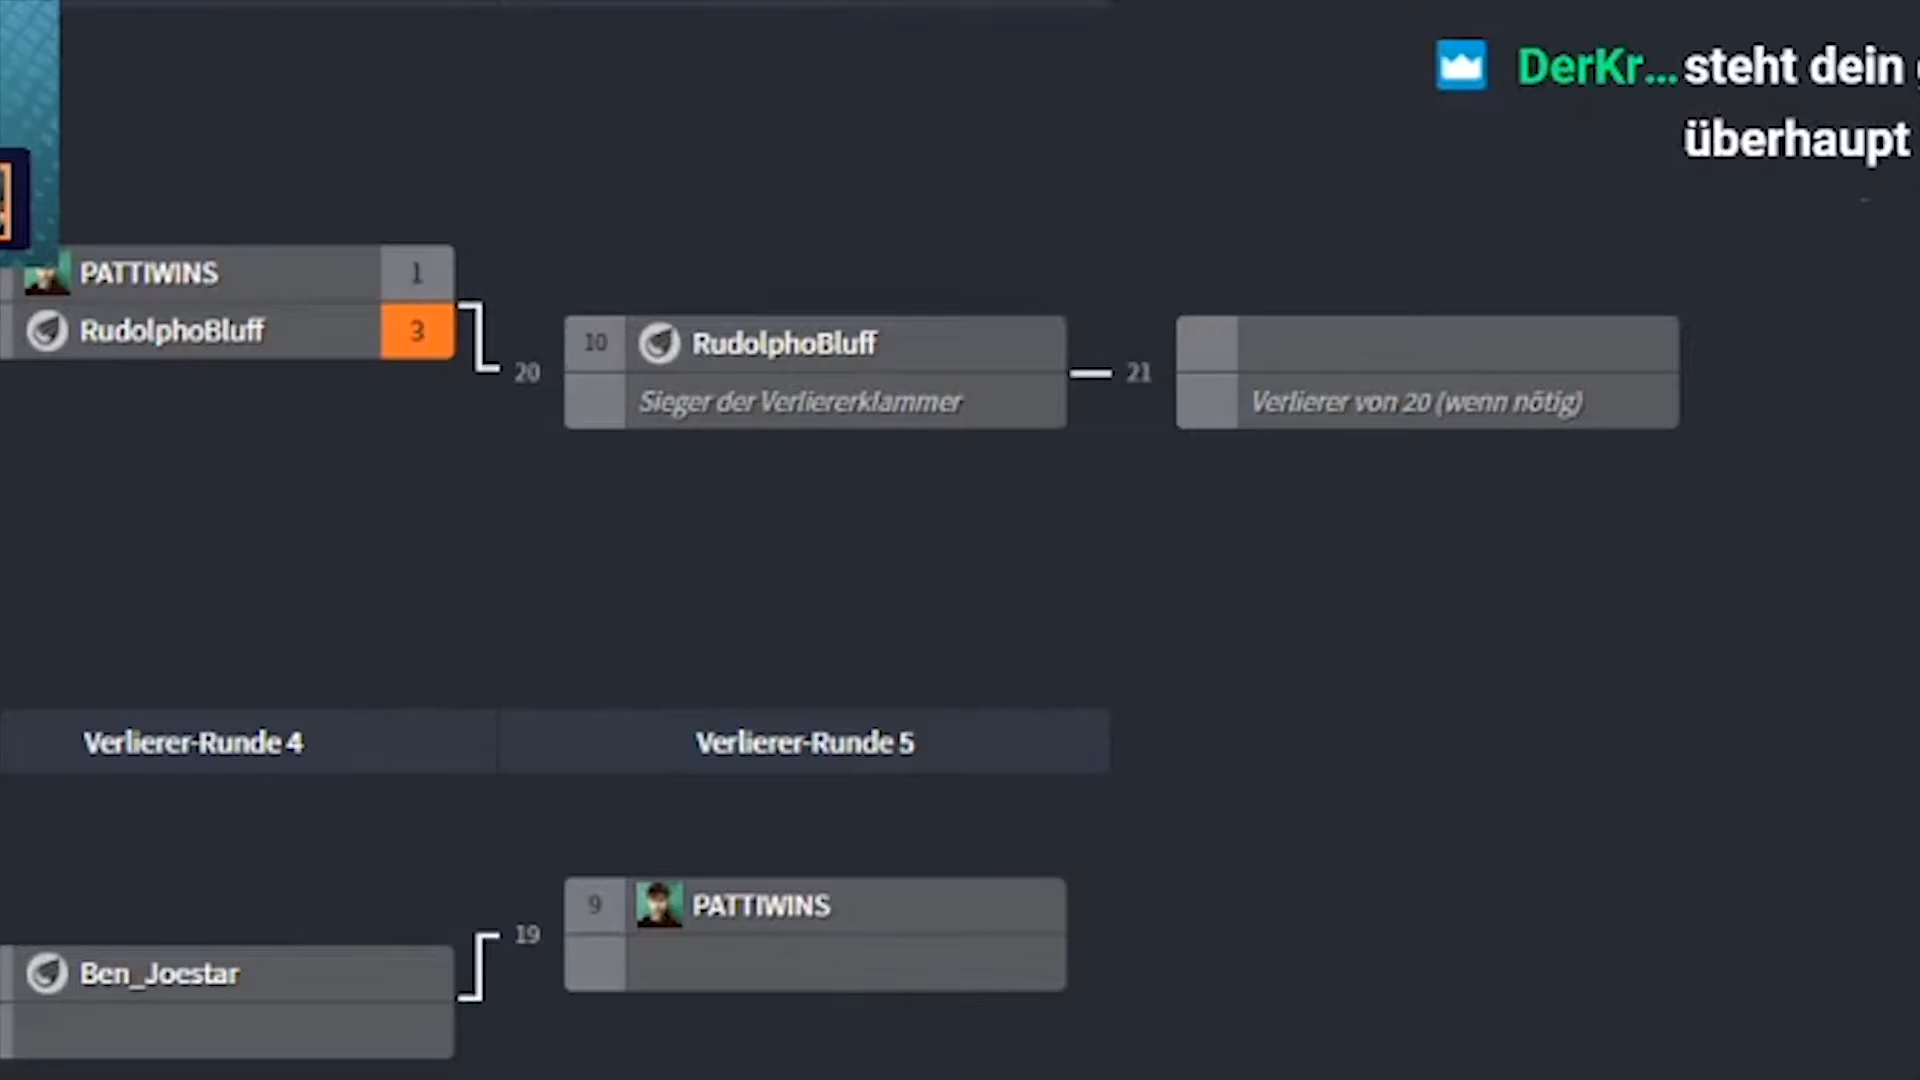 DerKr... steht dein
überhaupt
PATTIWINS 1
RudolphoBluff 3
20
10 RudolphoBluff
Sieger der Verliererklammer
21
Verlierer von 20 (wenn nötig)
Verlierer-Runde 4
Verlierer-Runde 5
19
9 PATTIWINS
Ben_Joestar